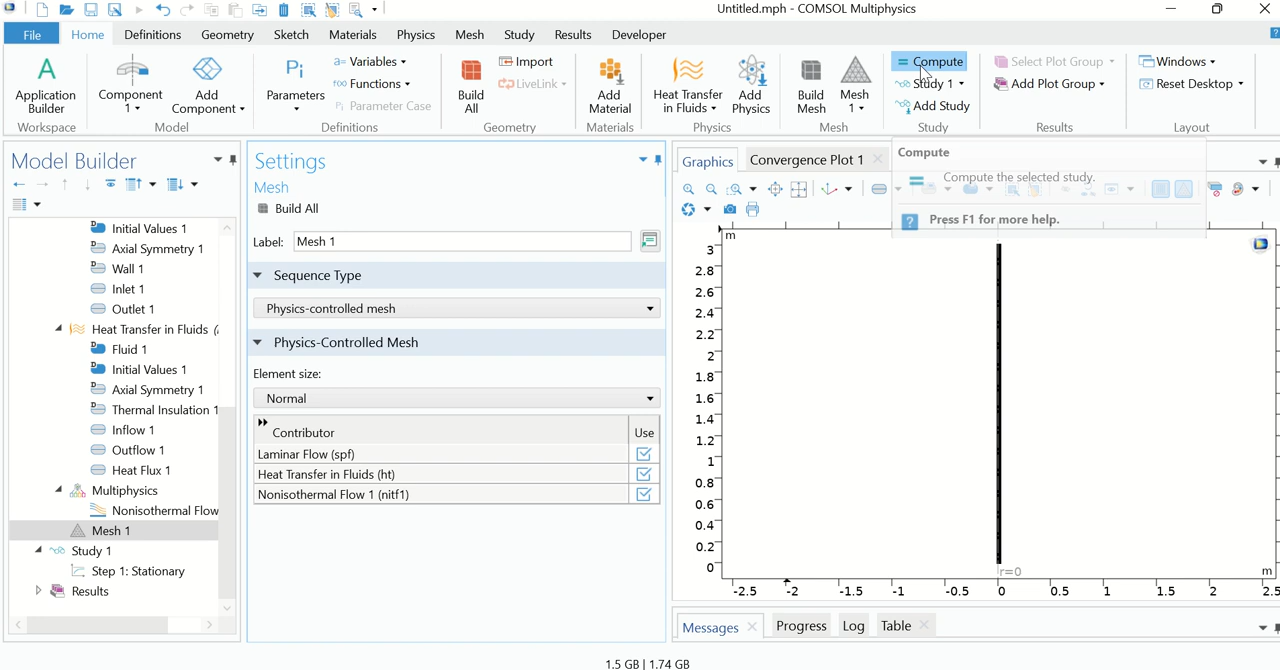 Untitled.mph - COMSOL Multiphysics
File Home Definitions Geometry Sketch Materials Physics Mesh Study Results Developer
Application Builder
Workspace
Component 1
Add Component
Model
Pi
Parameters
a= Variables
f(x) Functions
Pi Parameter Case
Definitions
Build All
Import
LiveLink
Geometry
Add Material
Materials
Heat Transfer in Fluids
Add Physics
Physics
Build Mesh
Mesh 1
Mesh
Compute
Study 1
Add Study
Study
Select Plot Group
Add Plot Group
Results
Windows
Reset Desktop
Layout
Model Builder
Initial Values 1
Axial Symmetry 1
Wall 1
Inlet 1
Outlet 1
Heat Transfer in Fluids
Fluid 1
Initial Values 1
Axial Symmetry 1
Thermal Insulation 1
Inflow 1
Outflow 1
Heat Flux 1
Multiphysics
Nonisothermal Flow
Mesh 1
Study 1
Step 1: Stationary
Results
Settings
Mesh
Build All
Label: Mesh 1
Sequence Type
Physics-controlled mesh
Physics-Controlled Mesh
Element size:
Normal
Contributor Use
Laminar Flow (spf)
Heat Transfer in Fluids (ht)
Nonisothermal Flow 1 (nitf1)
Graphics Convergence Plot 1
Compute
Compute the selected study.
Press F1 for more help.
m
3
2.8
2.6
2.4
2.2
2
1.8
1.6
1.4
1.2
1
0.8
0.6
0.4
0.2
0
r=0
m
-2.5 -2 -1.5 -1 -0.5 0 0.5 1 1.5 2 2.5
Messages Progress Log Table
1.5 GB | 1.74 GB